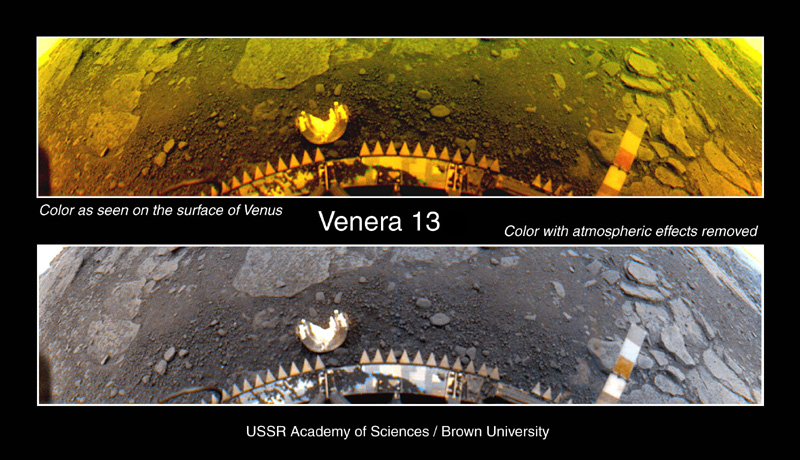 Color as seen on the surface of Venus
Venera 13
Color with atmospheric effects removed
USSR Academy of Sciences / Brown University